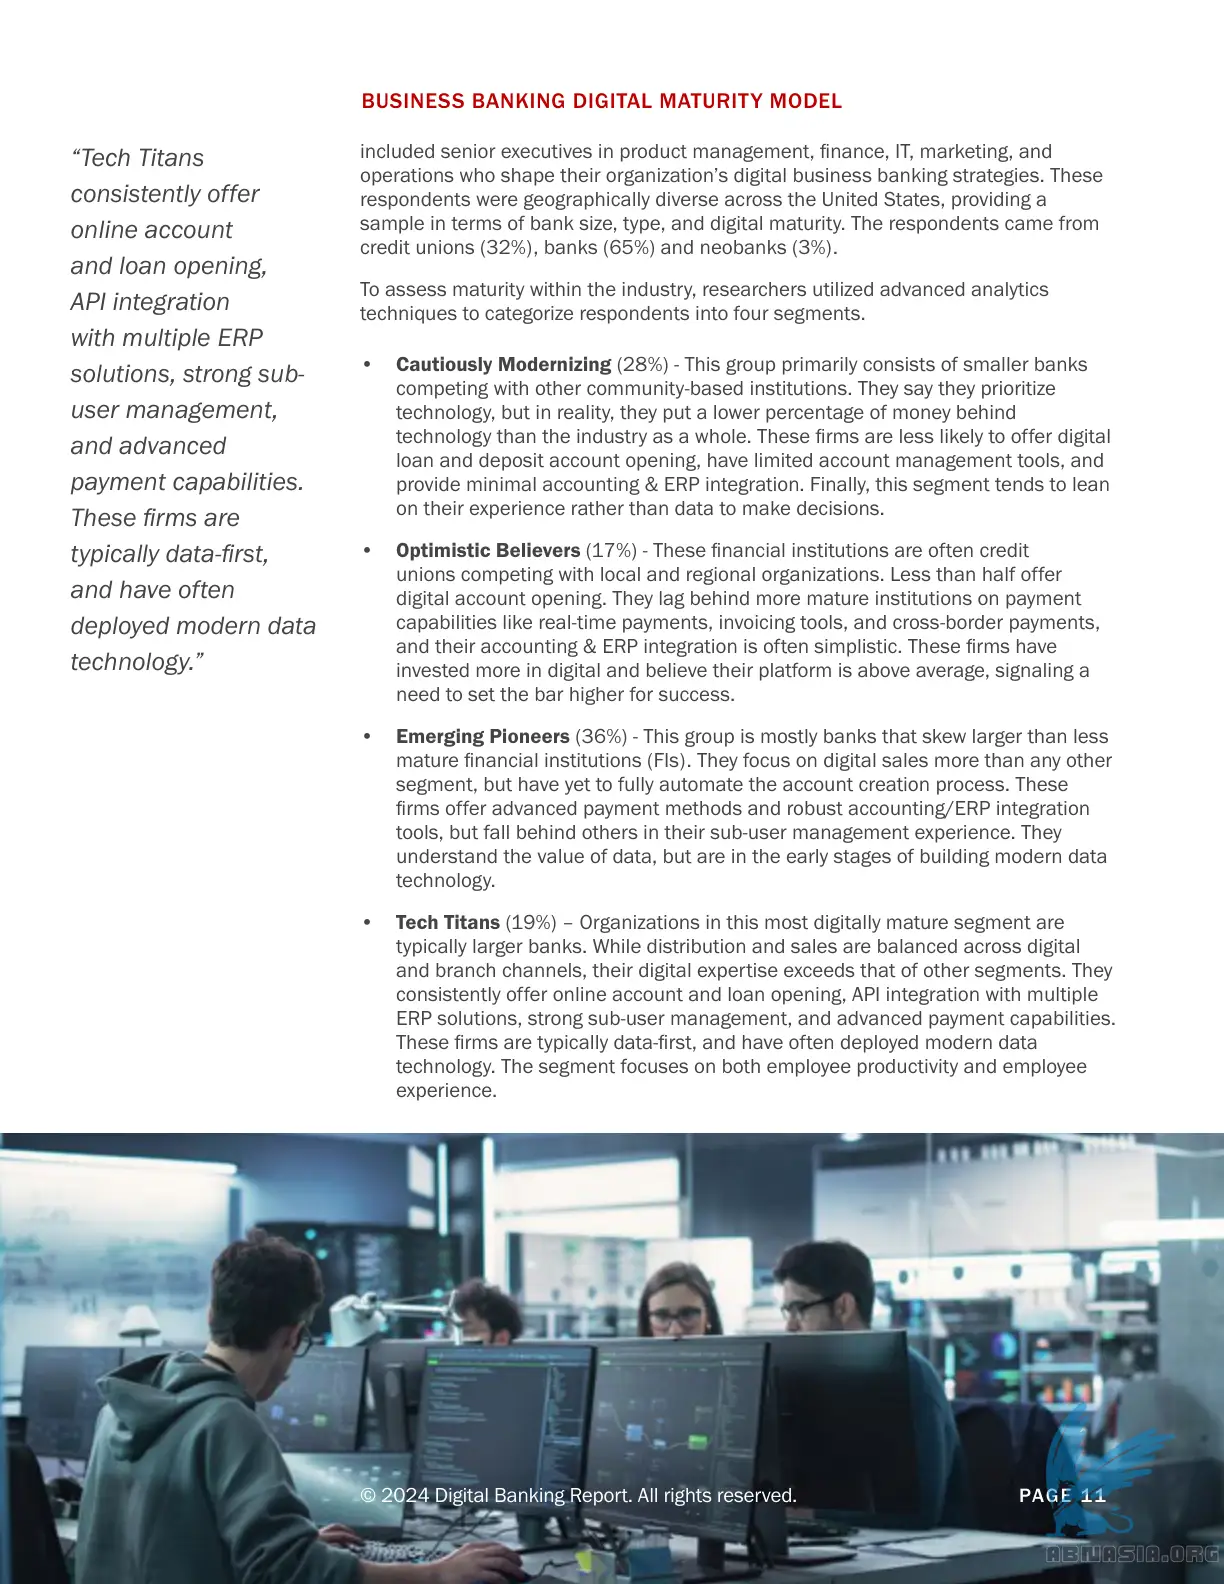 BUSINESS BANKING DIGITAL MATURITY MODEL
“Tech Titans
consistently offer
online account
and loan opening,
API integration
with multiple ERP
solutions, strong sub-
user management,
and advanced
payment capabilities.
These firms are
typically data-first,
and have often
deployed modern data
technology.”
included senior executives in product management, finance, IT, marketing, and
operations who shape their organization’s digital business banking strategies. These
respondents were geographically diverse across the United States, providing a
sample in terms of bank size, type, and digital maturity. The respondents came from
credit unions (32%), banks (65%) and neobanks (3%).
To assess maturity within the industry, researchers utilized advanced analytics
techniques to categorize respondents into four segments.
• Cautiously Modernizing (28%) - This group primarily consists of smaller banks
competing with other community-based institutions. They say they prioritize
technology, but in reality, they put a lower percentage of money behind
technology than the industry as a whole. These firms are less likely to offer digital
loan and deposit account opening, have limited account management tools, and
provide minimal accounting & ERP integration. Finally, this segment tends to lean
on their experience rather than data to make decisions.
• Optimistic Believers (17%) - These financial institutions are often credit
unions competing with local and regional organizations. Less than half offer
digital account opening. They lag behind more mature institutions on payment
capabilities like real-time payments, invoicing tools, and cross-border payments,
and their accounting & ERP integration is often simplistic. These firms have
invested more in digital and believe their platform is above average, signaling a
need to set the bar higher for success.
• Emerging Pioneers (36%) - This group is mostly banks that skew larger than less
mature financial institutions (FIs). They focus on digital sales more than any other
segment, but have yet to fully automate the account creation process. These
firms offer advanced payment methods and robust accounting/ERP integration
tools, but fall behind others in their sub-user management experience. They
understand the value of data, but are in the early stages of building modern data
technology.
• Tech Titans (19%) – Organizations in this most digitally mature segment are
typically larger banks. While distribution and sales are balanced across digital
and branch channels, their digital expertise exceeds that of other segments. They
consistently offer online account and loan opening, API integration with multiple
ERP solutions, strong sub-user management, and advanced payment capabilities.
These firms are typically data-first, and have often deployed modern data
technology. The segment focuses on both employee productivity and employee
experience.
© 2024 Digital Banking Report. All rights reserved.
PAGE 11
ABNASIA.ORG